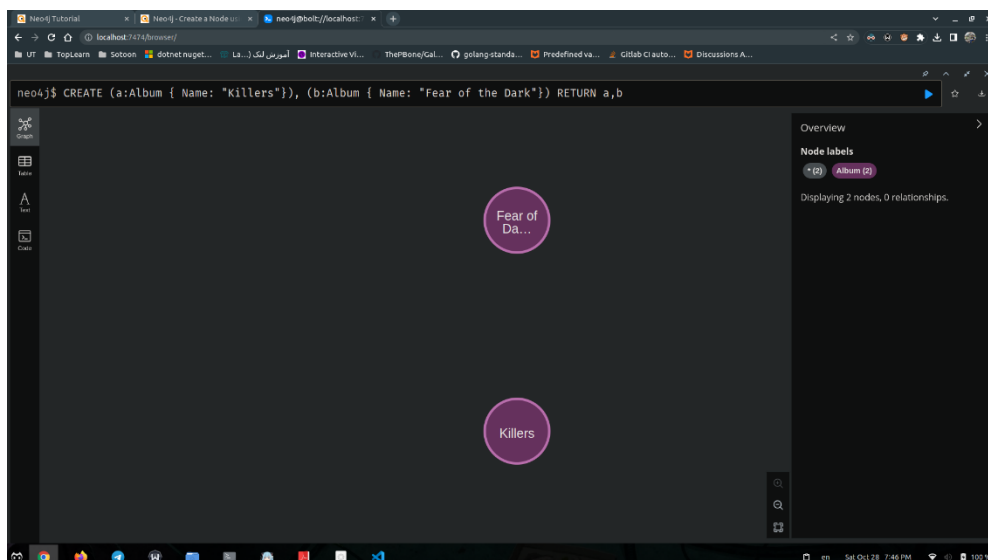 Neo4j Tutorial
Neo4j - Create a Node us
neo4j@bolt://localhost:
localhost:7474/browser/
UT
TopLearn
Sotoon
dotnet nuget...
آموزش لنک (...La
Interactive Vi...
ThePBone/Gal...
golang-standa...
Predefined va...
Gitlab CI auto...
Discussions A...
neo4j$ CREATE (a:Album { Name: "Killers"}), (b:Album { Name: "Fear of the Dark"}) RETURN a,b
Graph
Table
Text
Code
Fear of
Da...
Killers
Overview
Node labels
* (2)
Album (2)
Displaying 2 nodes, 0 relationships.
en
Sat Oct 28 7:46 PM